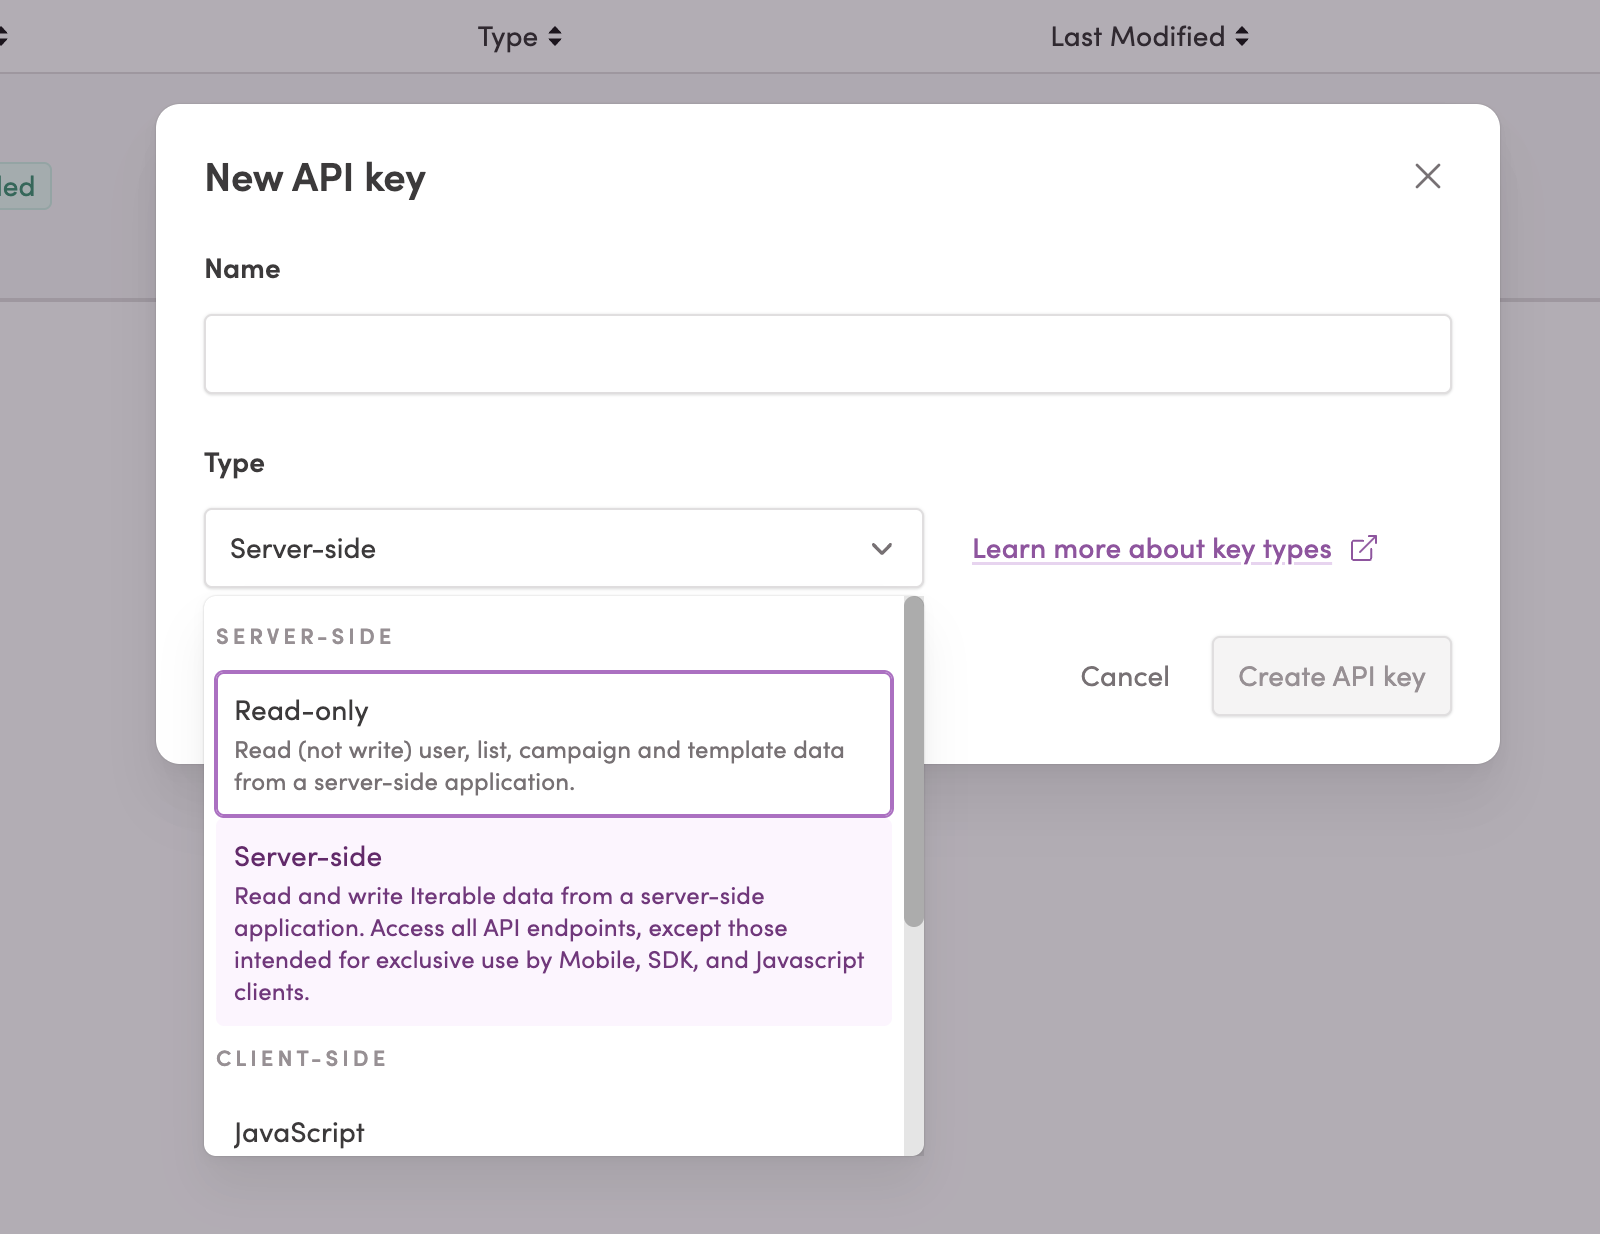 Type
Last Modified
New API key
Name
Type
Server-side
Learn more about key types
SERVER-SIDE
Read-only
Read (not write) user, list, campaign and template data
from a server-side application.
Cancel
Create API key
Server-side
Read and write Iterable data from a server-side
application. Access all API endpoints, except those
intended for exclusive use by Mobile, SDK, and Javascript
clients.
CLIENT-SIDE
JavaScript